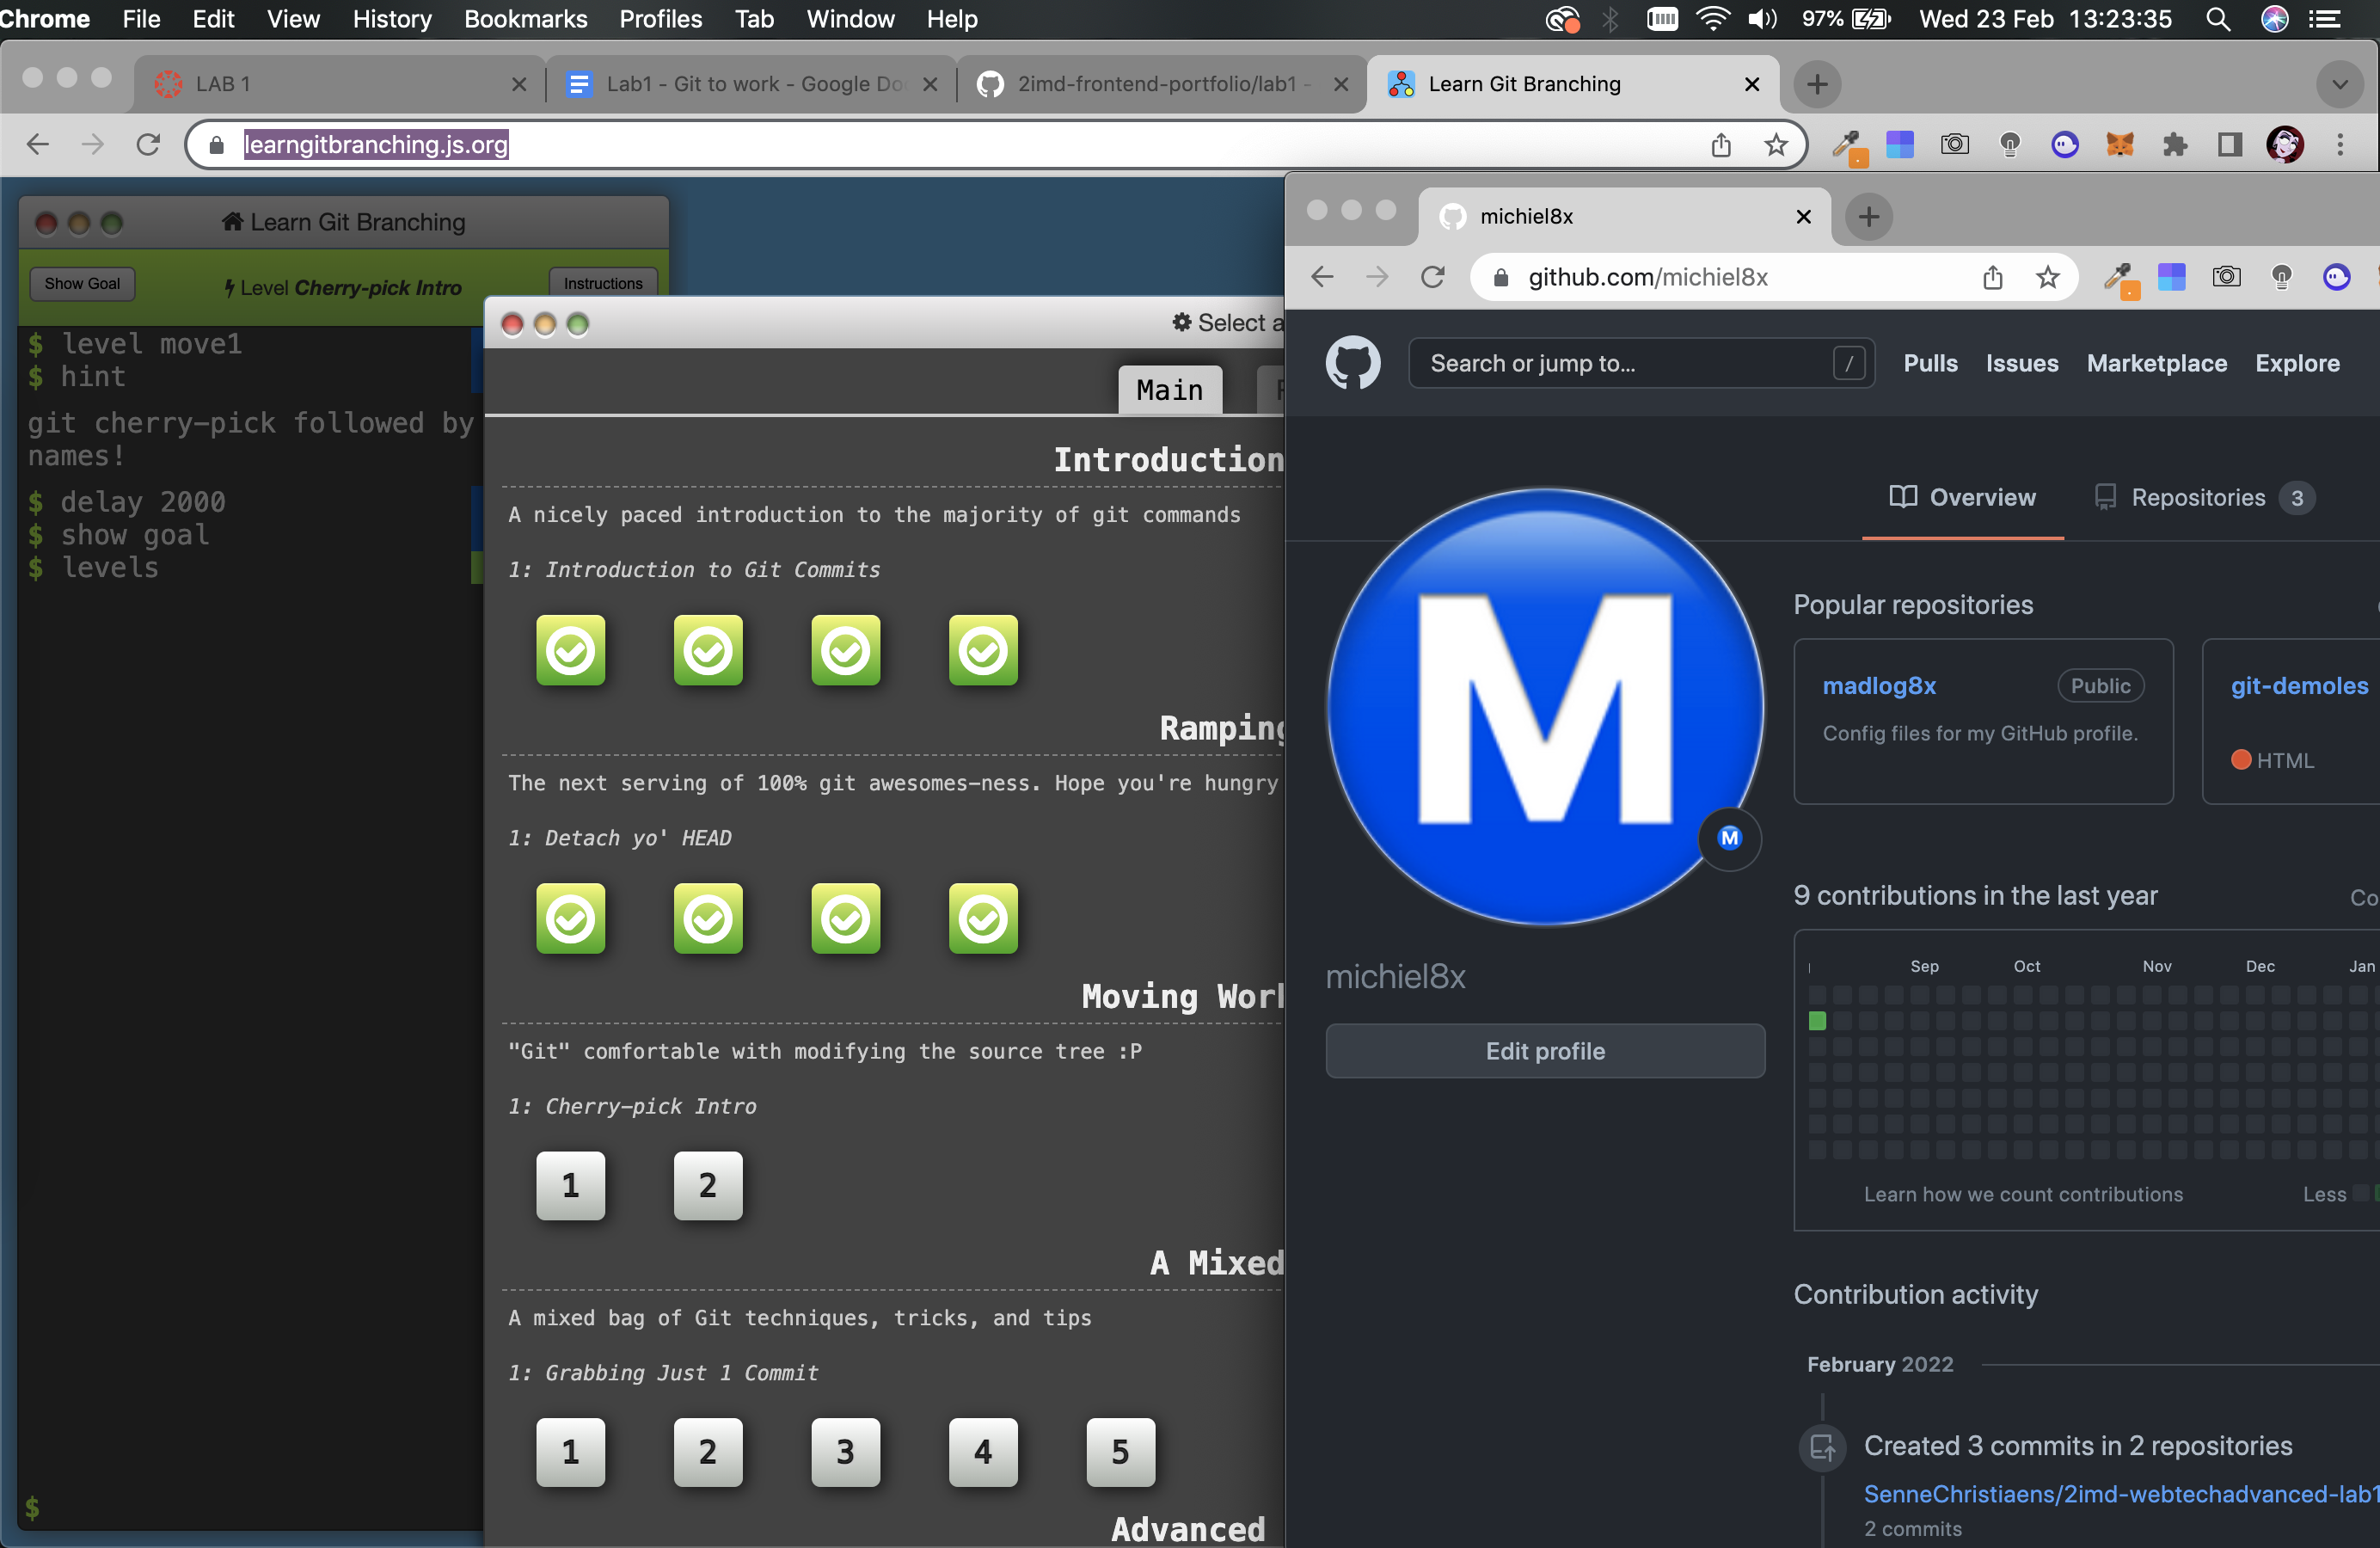 Chrome File Edit View History Bookmarks Profiles Tab Window Help 97% Wed 23 Feb 13:23:35
LAB 1
Lab1 - Git to work - Google Do
2imd-frontend-portfolio/lab1 -
Learn Git Branching
learngitbranching.js.org
Learn Git Branching
Show Goal
Level Cherry-pick Intro
Instructions
$ level move1
$ hint
git cherry-pick followed by
names!
$ delay 2000
$ show goal
$ levels
$
Select a
Main
Introduction
A nicely paced introduction to the majority of git commands
1: Introduction to Git Commits
Ramping
The next serving of 100% git awesomes-ness. Hope you're hungry
1: Detach yo' HEAD
Moving Wor
"Git" comfortable with modifying the source tree :P
1: Cherry-pick Intro
1 2
A Mixed
A mixed bag of Git techniques, tricks, and tips
1: Grabbing Just 1 Commit
1 2 3 4 5
Advanced
michiel8x
github.com/michiel8x
Search or jump to... /
Pulls Issues Marketplace Explore
Overview Repositories 3
M
M
michiel8x
Edit profile
Popular repositories
madlog8x Public
Config files for my GitHub profile.
git-demoles
HTML
9 contributions in the last year
Co
Sep Oct Nov Dec Jan
Learn how we count contributions
Less
Contribution activity
February 2022
Created 3 commits in 2 repositories
SenneChristiaens/2imd-webtechadvanced-lab1
2 commits